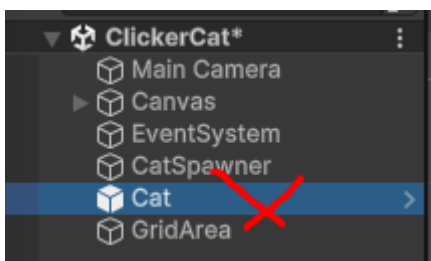 ClickerCat*
Main Camera
Canvas
EventSystem
CatSpawner
Cat
GridArea